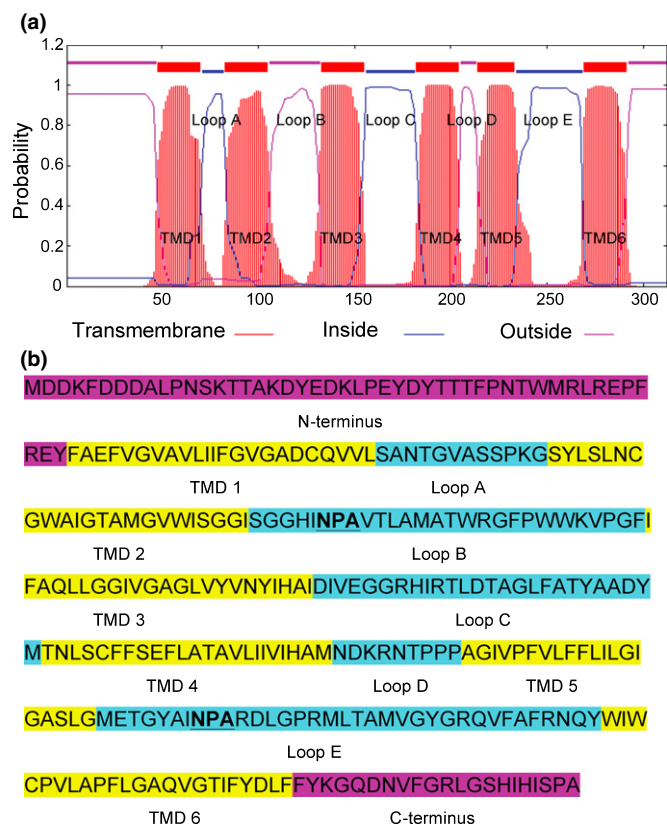 (a)
1.2
1
0.8
0.6
0.4
0.2
0
Probability
Loop A
Loop B
Loop C
Loop D
Loop E
TMD1
TMD2
TMD3
TMD4
TMD5
TMD6
50
100
150
200
250
300
Transmembrane
Inside
Outside
(b)
MDDKFDDDALPNSKTTAKDYEDKLPEYDYTTTFPNTWMRLREPF
N-terminus
REYFAEFVGVAVLIIFGVGADCQVVLSANTGVASSPKGSYLSLNC
TMD 1 Loop A
GWAIGTAMGVWISGGISGGHINPAVTLAMATWRGFPWWKVPGFI
TMD 2 Loop B
FAQLLGGIVGAGLVYVNYIHAIDIVEGGRHIRTLDTAGLFATYAADY
TMD 3 Loop C
MTNLSCFFSEFLATAVLIIVIHAMNDKRNTPPPAGIVPFVLFFLILGI
TMD 4 Loop D TMD 5
GASLGMETGYAINPARDLGPRMLTAMVGYGRQVFAFRNQYWIW
Loop E
CPVLAPFLGAQVGTIFYDLFFYKGQDNVFGRLGSHIHISPA
TMD 6 C-terminus